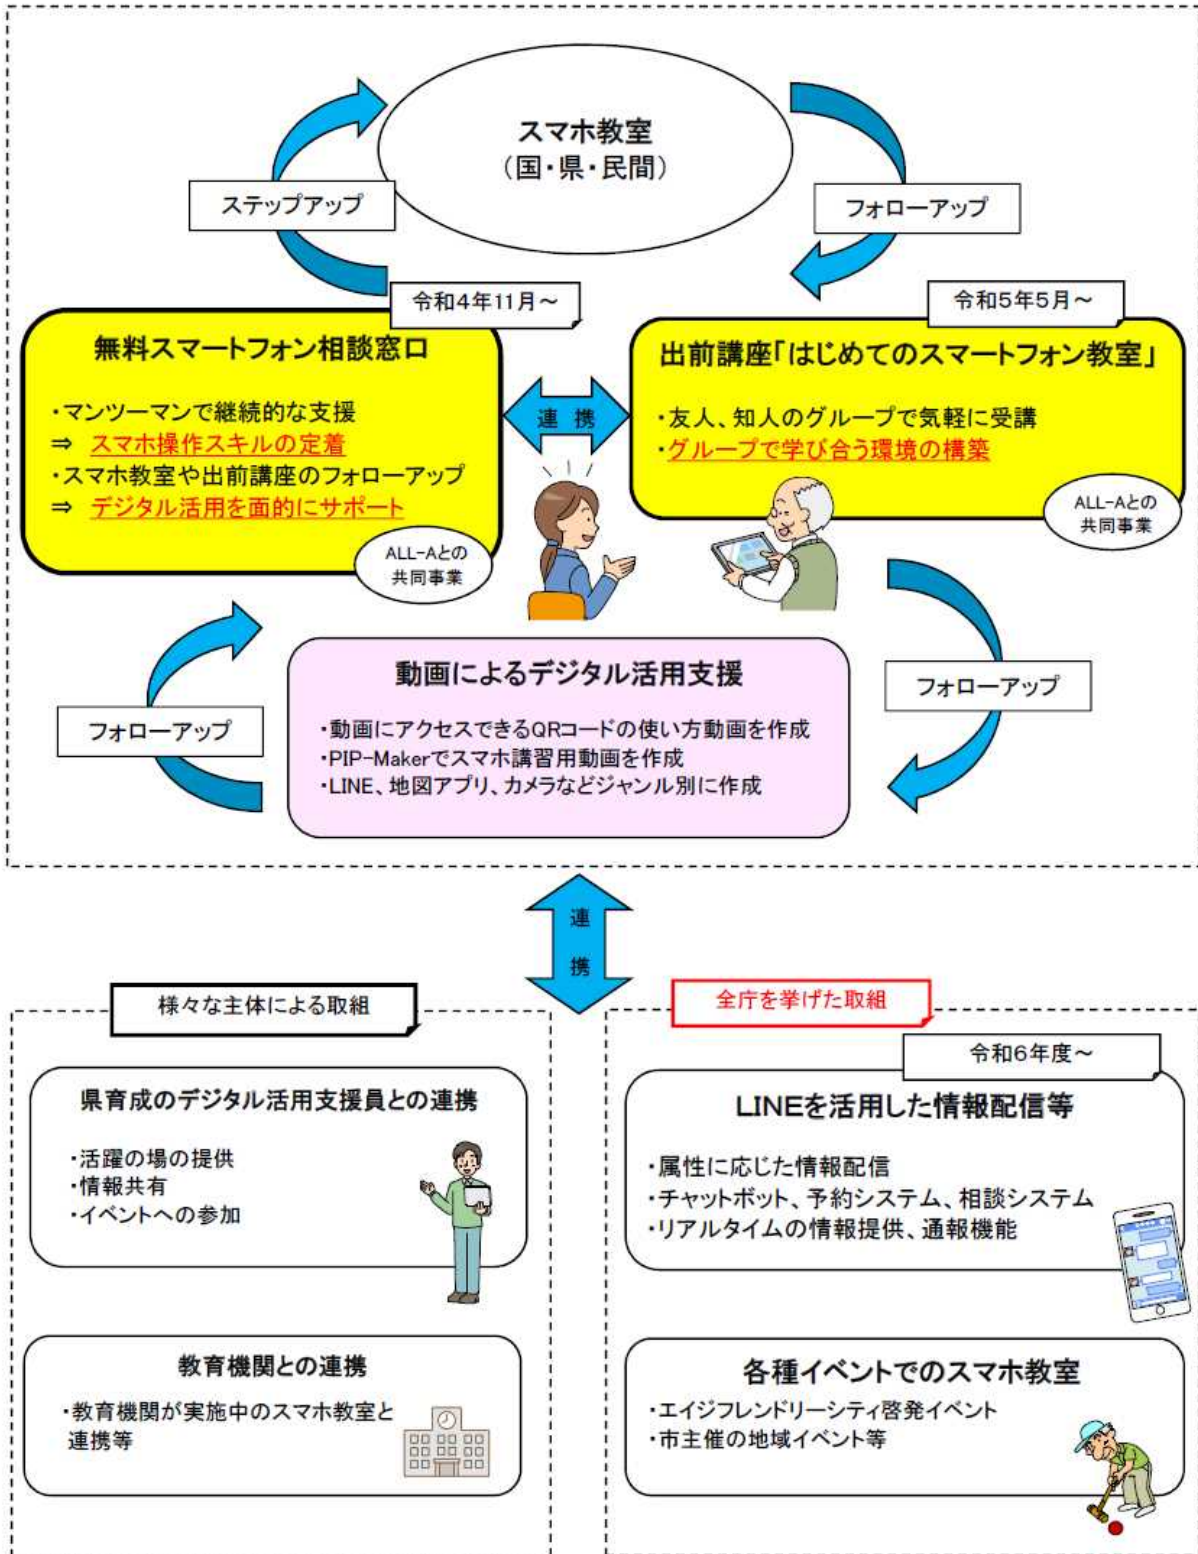 スマホ教室
（国・県・民間）
ステップアップ
フォローアップ
令和4年11月～
無料スマートフォン相談窓口
・マンツーマンで継続的な支援
⇒ スマホ操作スキルの定着
・スマホ教室や出前講座のフォローアップ
⇒ デジタル活用を面的にサポート
ALL-Aとの
共同事業
連 携
令和5年5月～
出前講座「はじめてのスマートフォン教室」
・友人、知人のグループで気軽に受講
・グループで学び合う環境の構築
ALL-Aとの
共同事業
フォローアップ
フォローアップ
動画によるデジタル活用支援
・動画にアクセスできるQRコードの使い方動画を作成
・PIP-Makerでスマホ講習用動画を作成
・LINE、地図アプリ、カメラなどジャンル別に作成
連
携
様々な主体による取組
県育成のデジタル活用支援員との連携
・活躍の場の提供
・情報共有
・イベントへの参加
教育機関との連携
・教育機関が実施中のスマホ教室と
連携等
全庁を挙げた取組
令和6年度～
LINEを活用した情報配信等
・属性に応じた情報配信
・チャットボット、予約システム、相談システム
・リアルタイムの情報提供、通報機能
各種イベントでのスマホ教室
・エイジフレンドリーシティ啓発イベント
・市主催の地域イベント等